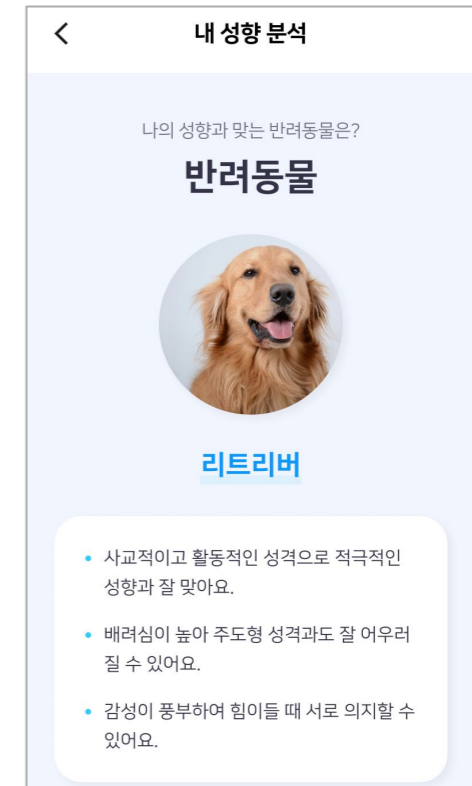 내 성향 분석
나의 성향과 맞는 반려동물은?
반려동물
리트리버
사교적이고 활동적인 성격으로 적극적인
성향과 잘 맞아요.
배려심이 높아 주도형 성격과도 잘 어우러
질 수 있어요.
감성이 풍부하여 힘이들 때 서로 의지할 수
있어요.